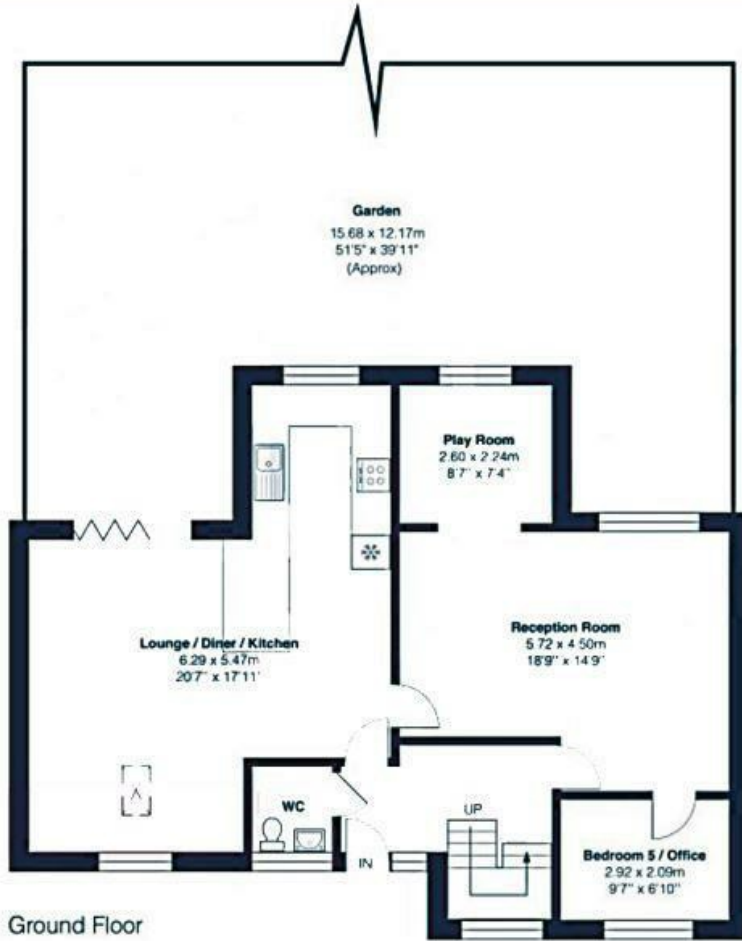 Garden
15.68 x 12.17m
51'5" x 39'11"
(Approx)
Play Room
2.60 x 2.24m
8'7" x 7'4"
Lounge / Diner / Kitchen
6.29 x 5.47m
20'7" x 17'11'
Reception Room
5.72 x 4.50m
18'9" x 14'9"
WC
UP
IN
Bedroom 5 / Office
2.92 x 2.09m
9'7" x 6'10"
Ground Floor